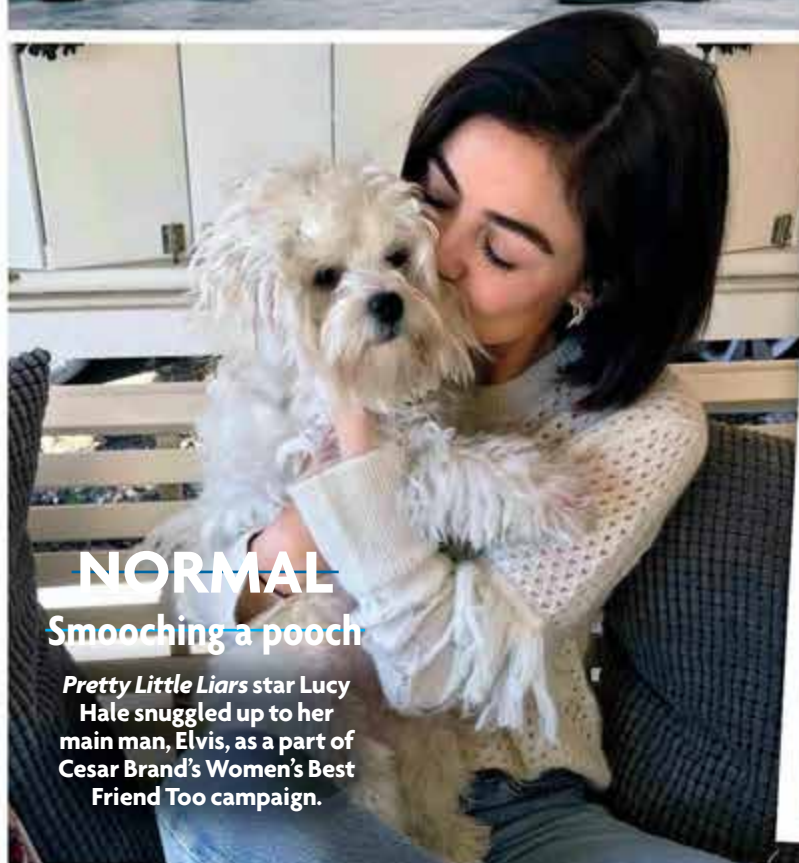 NORMAL
Smooching a pooch
Pretty Little Liars star Lucy
Hale snuggled up to her
main man, Elvis, as a part of
Cesar Brand's Women's Best
Friend Too campaign.